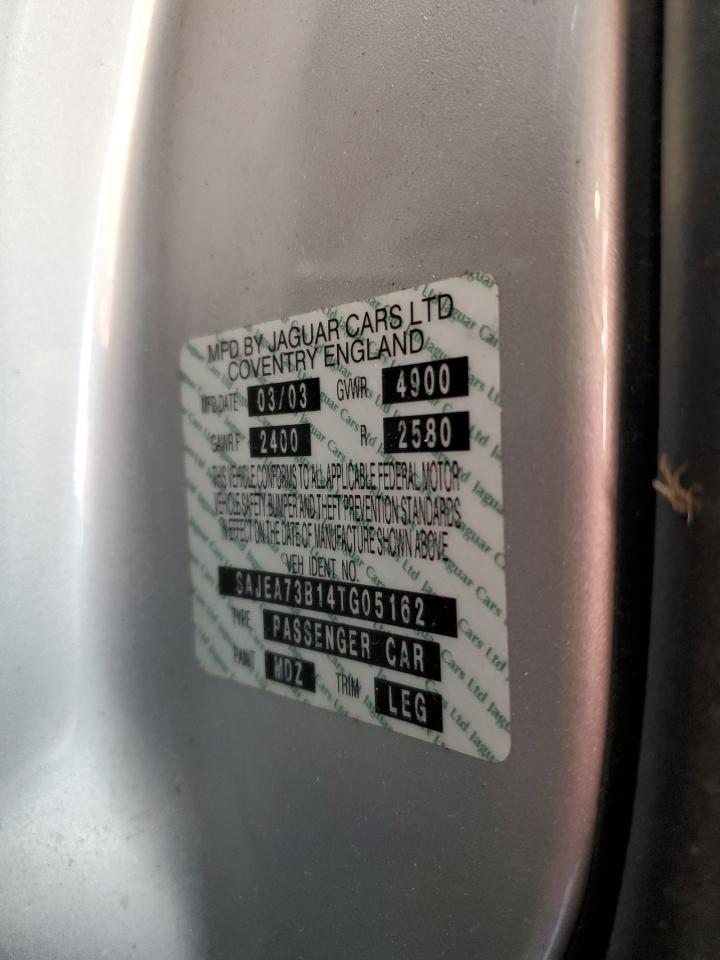 MFD BY JAGUAR CARS LTD
COVENTRY ENGLAND
MFD DATE 03/03 GVWR 4900
GAWR F 2400 R 2580
THIS VEHICLE CONFORMS TO ALL APPLICABLE FEDERAL MOTOR
VEHICLE SAFETY BUMPER AND THEFT PREVENTION STANDARDS
IN EFFECT ON THE DATE OF MANUFACTURE SHOWN ABOVE
VEH IDENT. NO.
SAJEA73B14TG05162
TYPE PASSENGER CAR
PAINT MDZ TRIM LEG